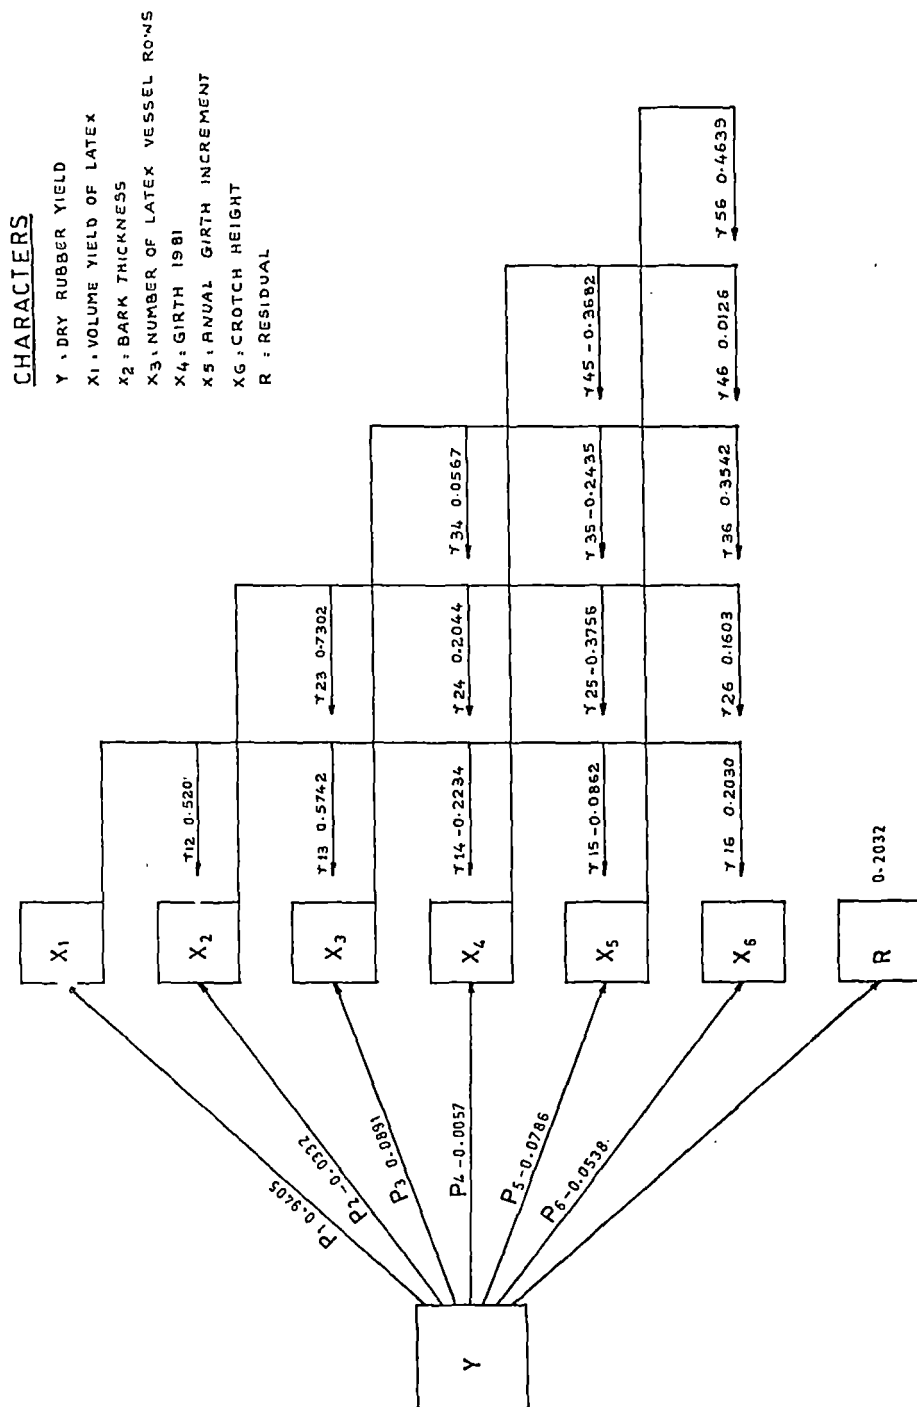 CHARACTERS
Y , DRY RUBBER YIELD
X1 : VOLUME YIELD OF LATEX
X2 : BARK THICKNESS
X3 : NUMBER OF LATEX VESSEL ROWS
X4 : GIRTH 1981
X5 : ANUAL GIRTH INCREMENT
X6 : CROTCH HEIGHT
R : RESIDUAL
Y
P1 0.9405
P2 -0.0332
P3 0.0891
P4 -0.0057
P5 -0.0786
P6 -0.0538
X1
X2
X3
X4
X5
X6
R
0.2032
r12 0.520
r13 0.5742
r14 -0.2234
r15 -0.0862
r16 0.2030
r23 0.7302
r24 0.2044
r25 -0.3756
r26 0.1603
r34 0.0567
r35 -0.2435
r36 0.3542
r45 -0.3682
r46 0.0126
r56 0.4639